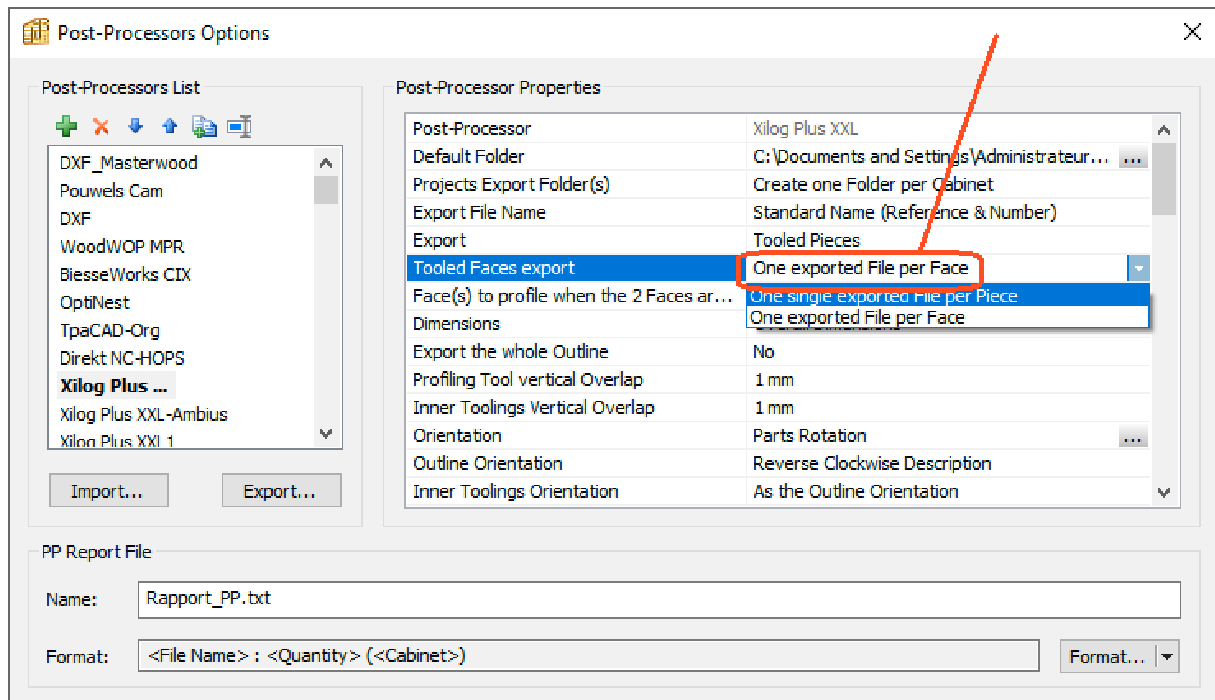 Post-Processors Options
Post-Processors List
DXF_Masterwood
Pouwels Cam
DXF
WoodWOP MPR
BiesseWorks CIX
OptiNest
TpaCAD-Org
Direkt NC-HOPS
Xilog Plus ...
Xilog Plus XXL-Ambius
Xilog Plus XXL1
Import...
Export...
Post-Processor Properties
Post-Processor Xilog Plus XXL
Default Folder C:\Documents and Settings\Administrateur... ...
Projects Export Folder(s) Create one Folder per Cabinet
Export File Name Standard Name (Reference & Number)
Export Tooled Pieces
Tooled Faces export One exported File per Face
Face(s) to profile when the 2 Faces ar... One single exported File per Piece
One exported File per Face
Dimensions
Export the whole Outline No
Profiling Tool vertical Overlap 1 mm
Inner Toolings Vertical Overlap 1 mm
Orientation Parts Rotation ...
Outline Orientation Reverse Clockwise Description
Inner Toolings Orientation As the Outline Orientation
PP Report File
Name: Rapport_PP.txt
Format: <File Name> : <Quantity> (<Cabinet>)
Format...